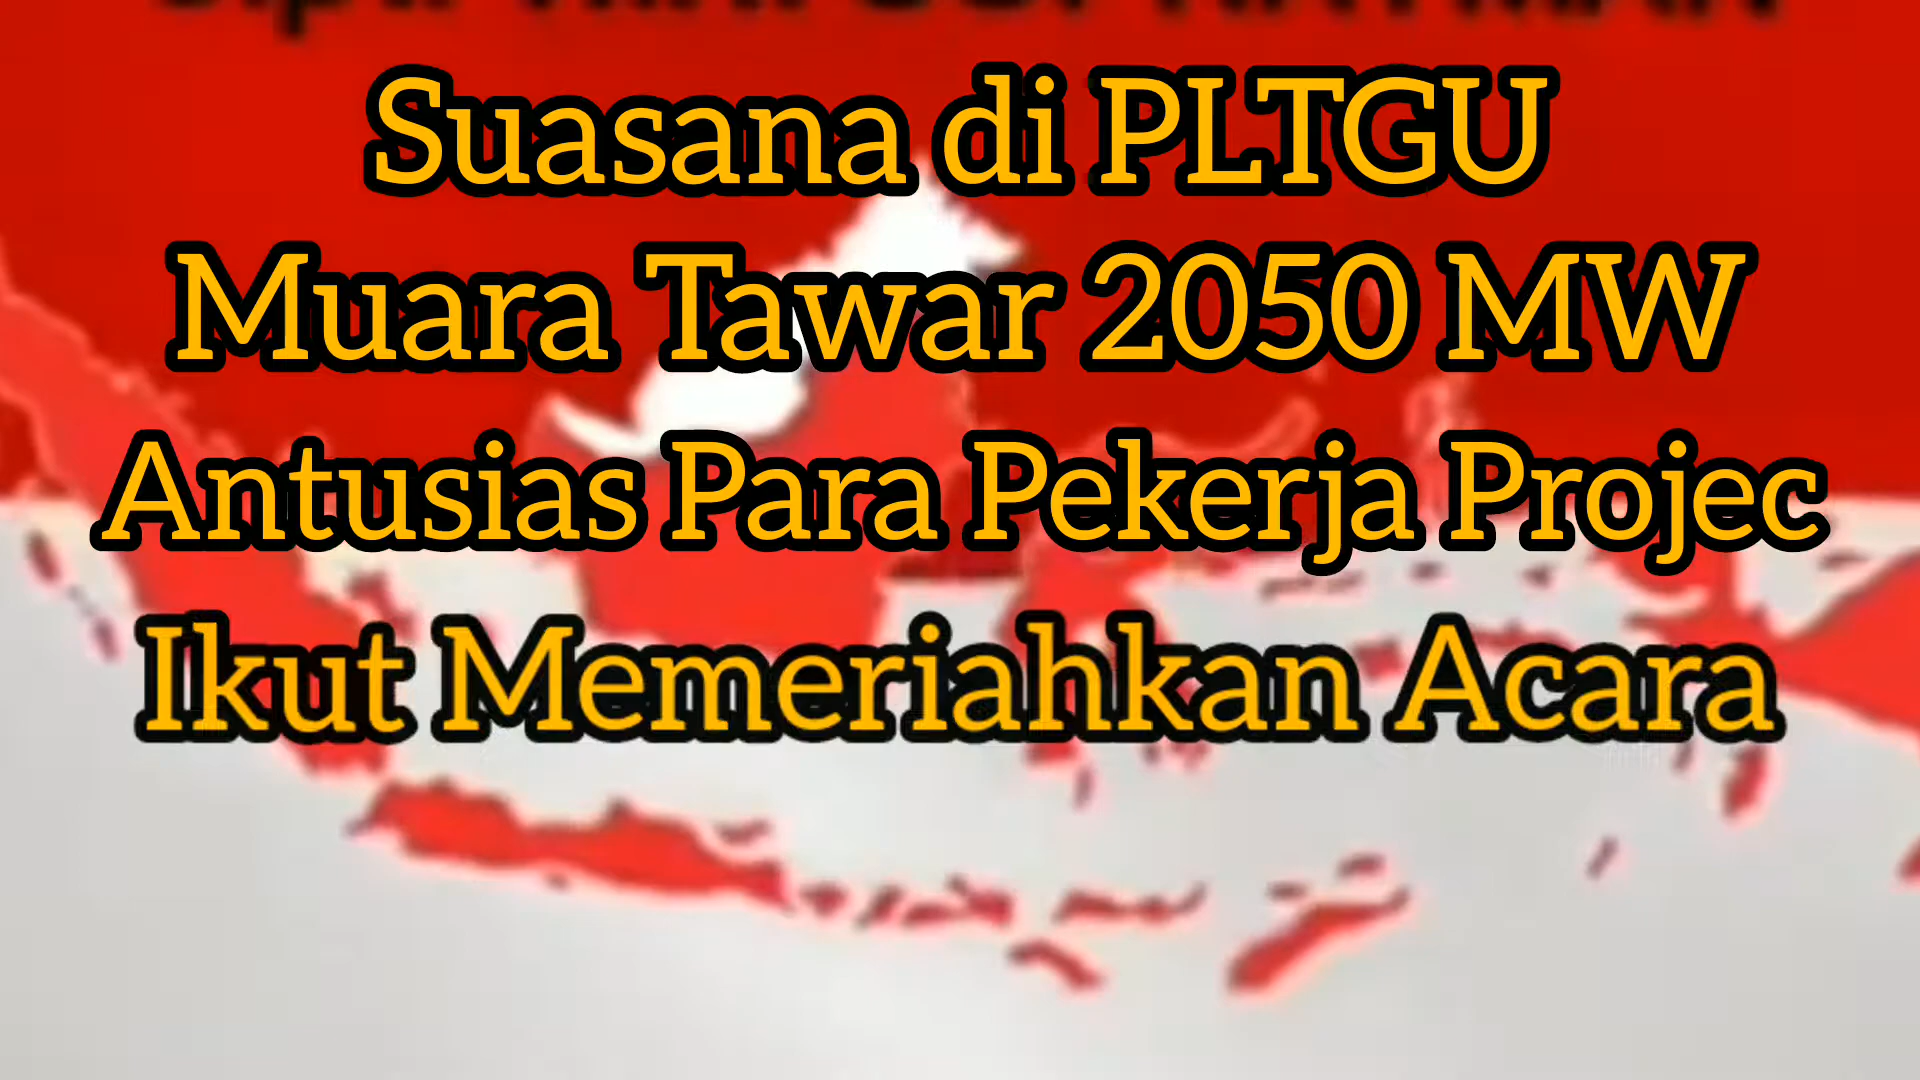 Suasana di PLTGU
Muara Tawar 2050 MW
Antusias Para Pekerja Projec
Ikut Memeriahkan Acara